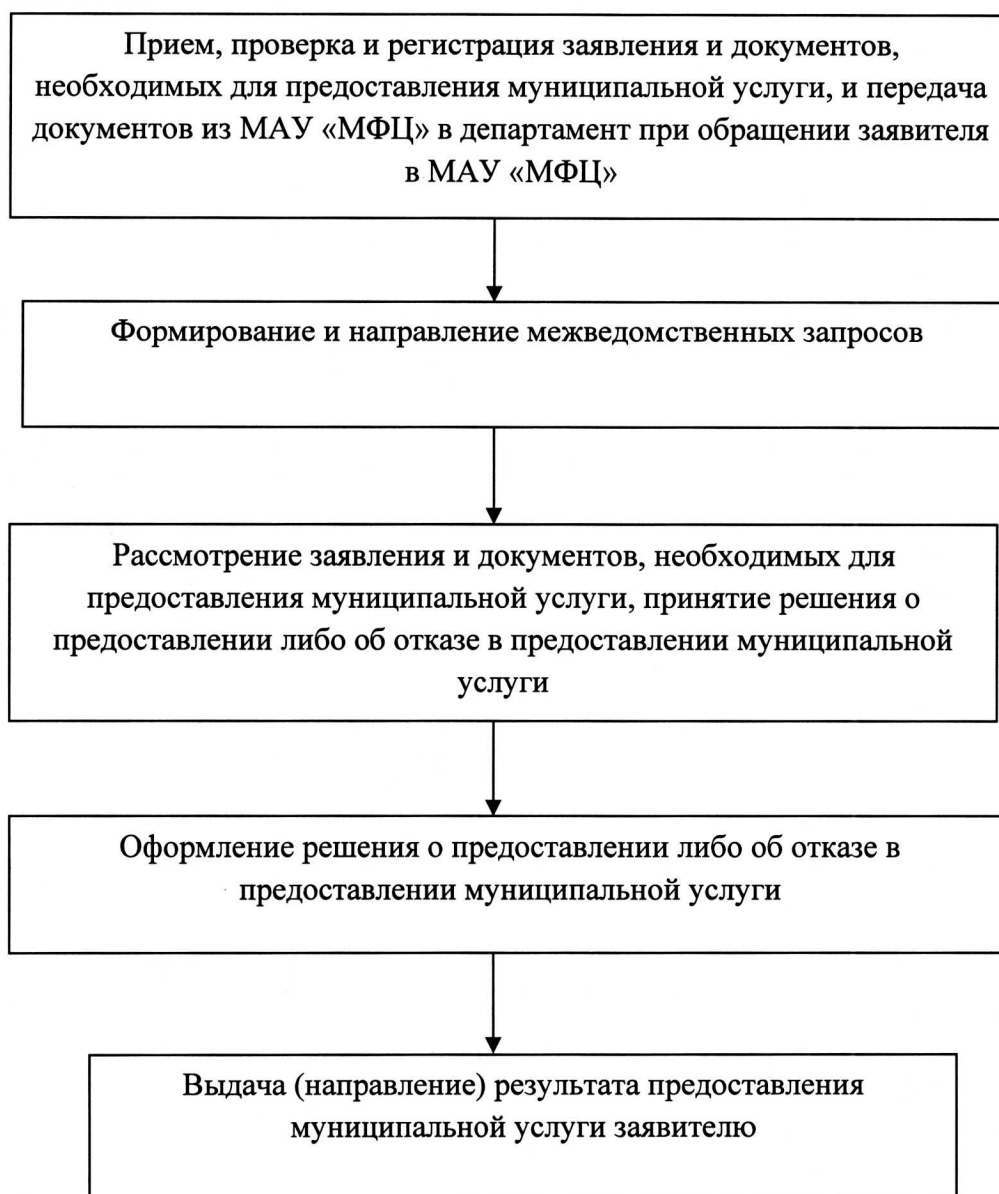 Прием, проверка и регистрация заявления и документов,
необходимых для предоставления муниципальной услуги, и передача
документов из МАУ «МФЦ» в департамент при обращении заявителя
в МАУ «МФЦ»
Формирование и направление межведомственных запросов
Рассмотрение заявления и документов, необходимых для
предоставления муниципальной услуги, принятие решения о
предоставлении либо об отказе в предоставлении муниципальной
услуги
Оформление решения о предоставлении либо об отказе в
предоставлении муниципальной услуги
Выдача (направление) результата предоставления
муниципальной услуги заявителю